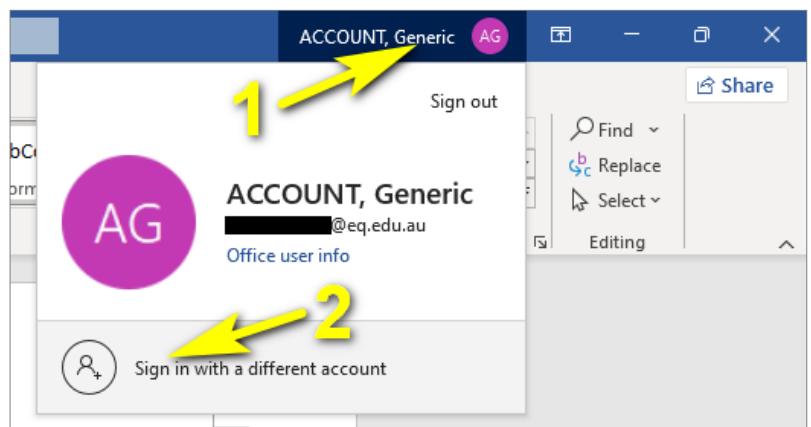 ACCOUNT, Generic AG
1
Sign out
Share
Find
Replace
Select
Editing
AG
ACCOUNT, Generic
@eq.edu.au
Office user info
2
Sign in with a different account